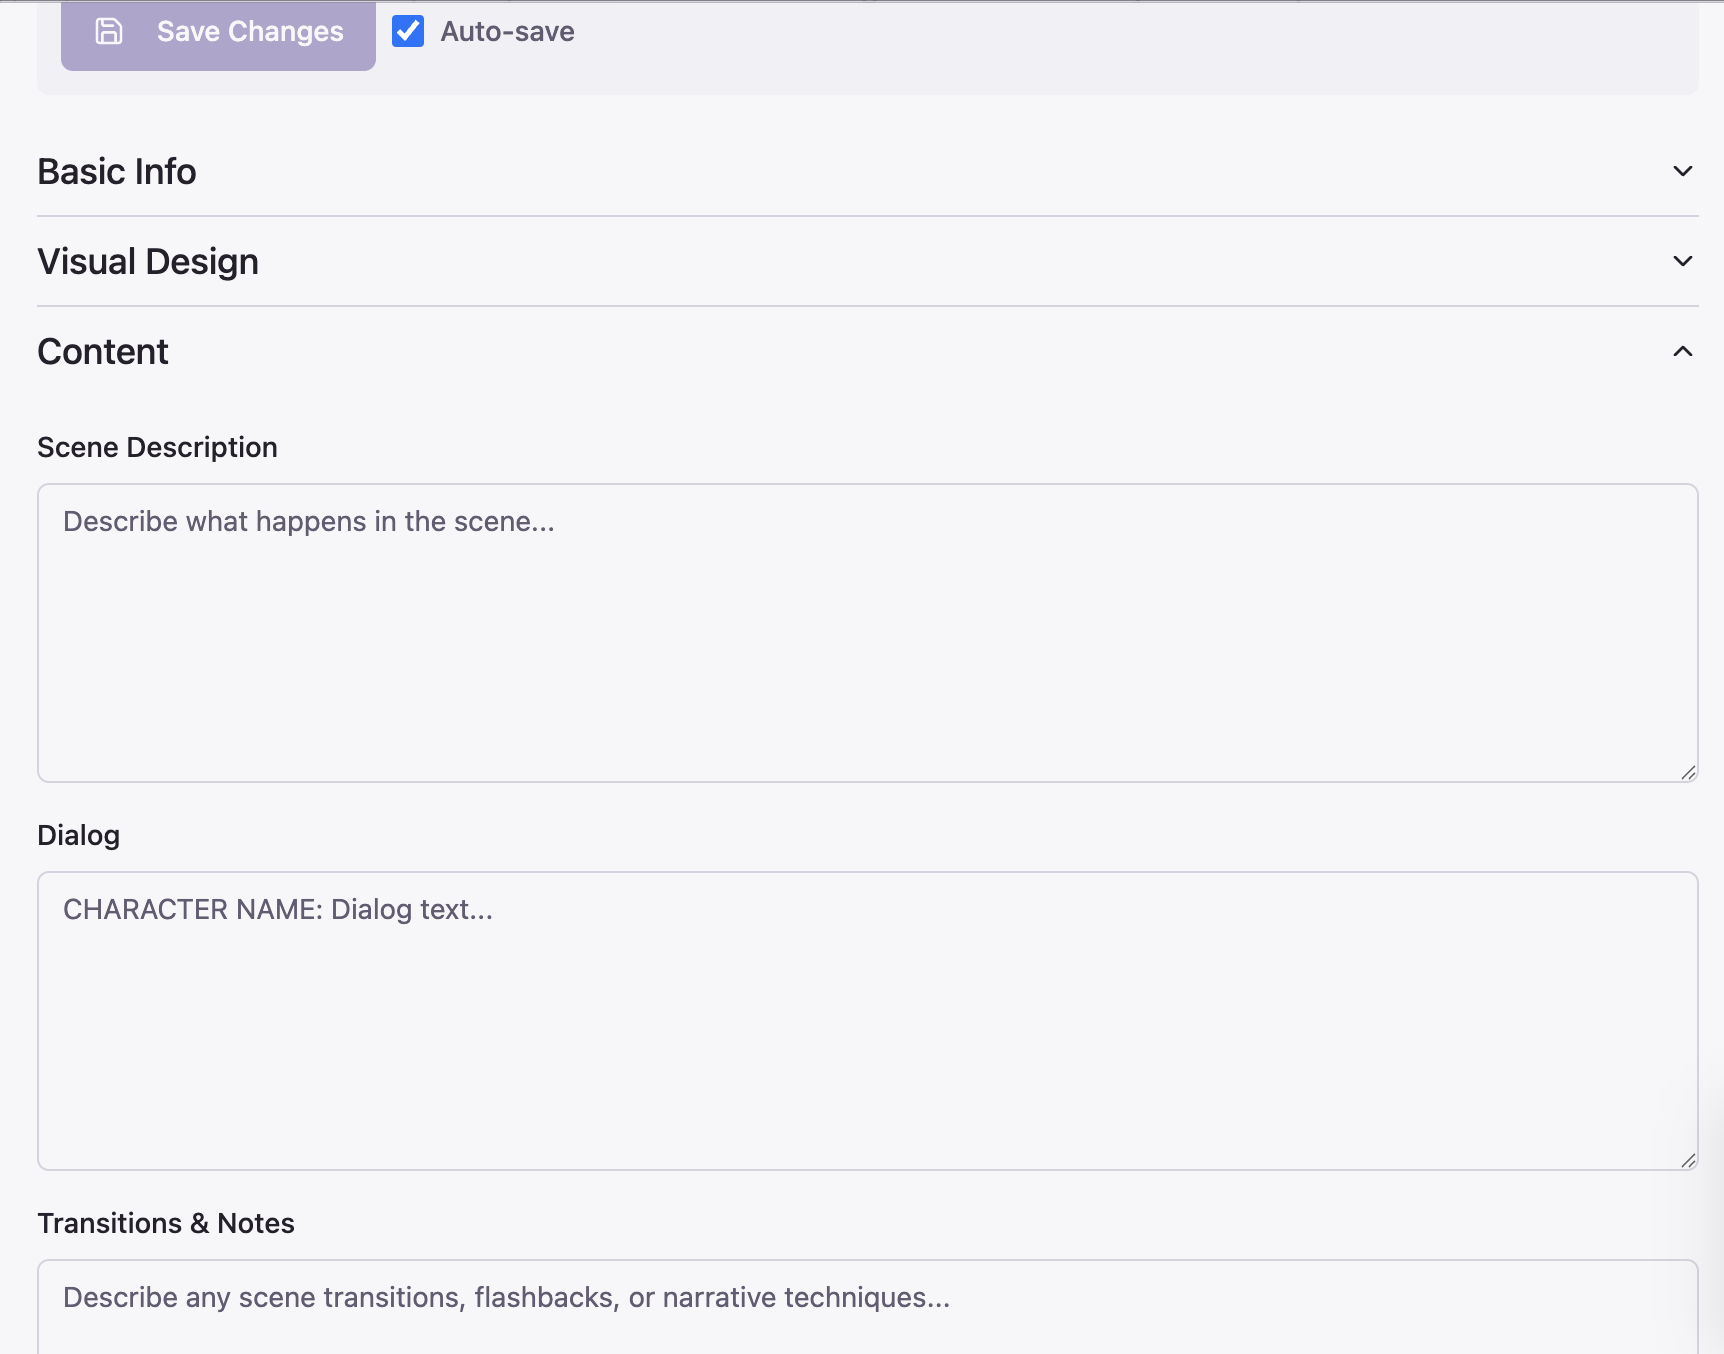 Save Changes
Auto-save
Basic Info
Visual Design
Content
Scene Description
Describe what happens in the scene...
Dialog
CHARACTER NAME: Dialog text...
Transitions & Notes
Describe any scene transitions, flashbacks, or narrative techniques...